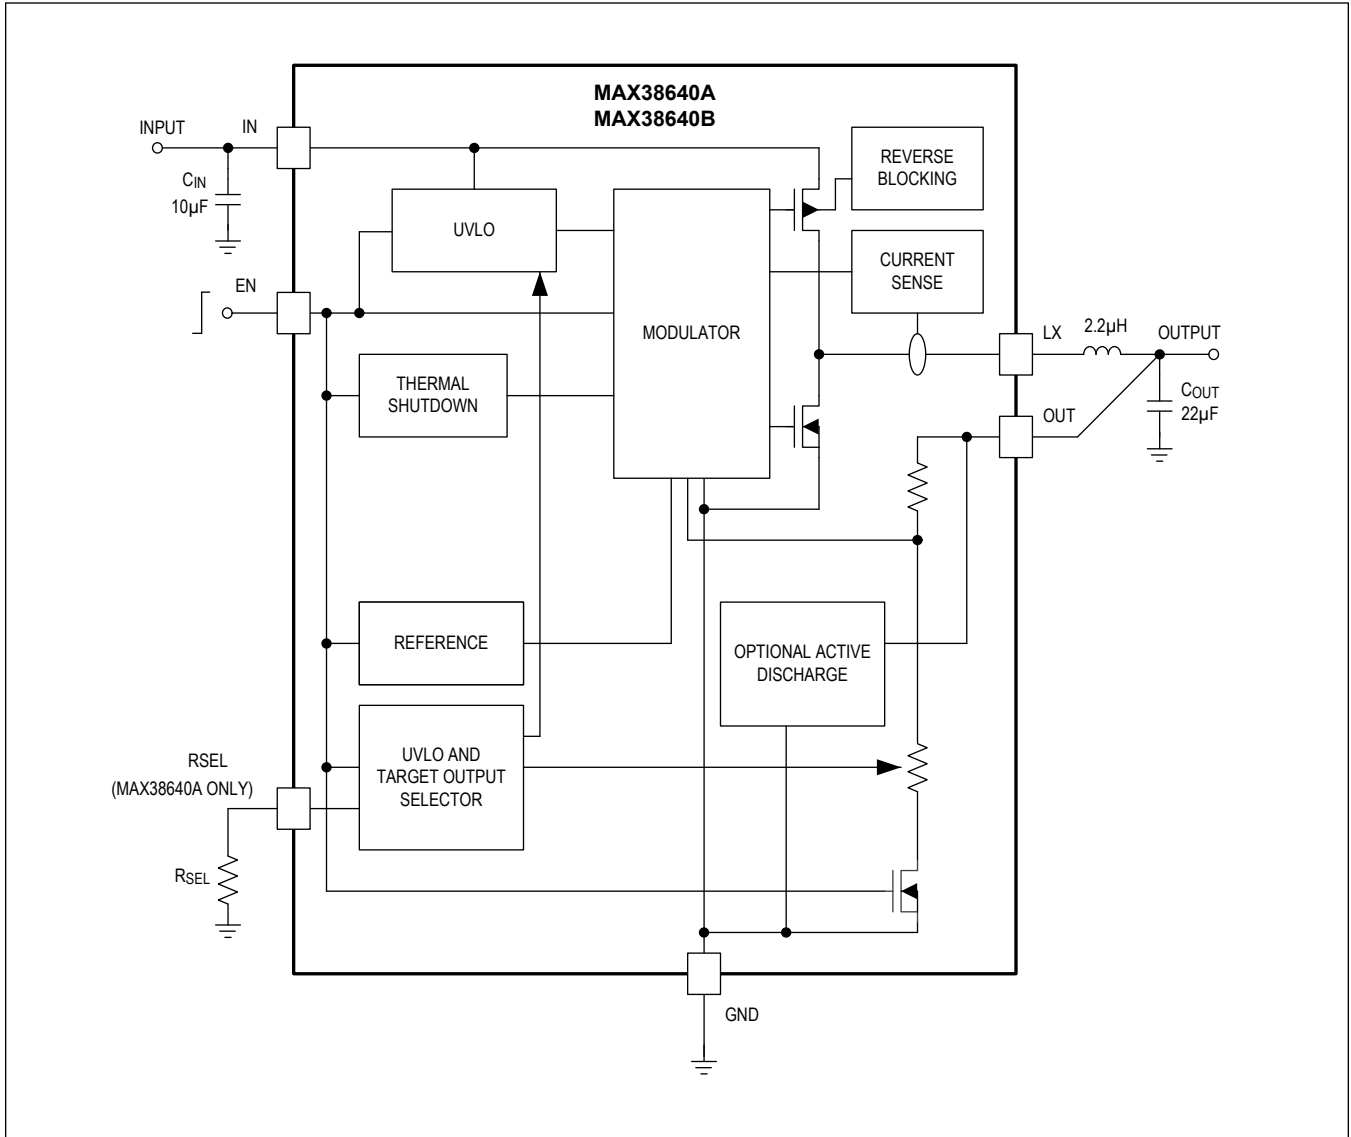 MAX38640A
MAX38640B
INPUT
IN
REVERSE
BLOCKING
CIN
10µF
UVLO
CURRENT
SENSE
EN
MODULATOR
LX
2.2µH
OUTPUT
THERMAL
SHUTDOWN
COUT
22µF
OUT
REFERENCE
OPTIONAL ACTIVE
DISCHARGE
RSEL
(MAX38640A ONLY)
UVLO AND
TARGET OUTPUT
SELECTOR
RSEL
GND